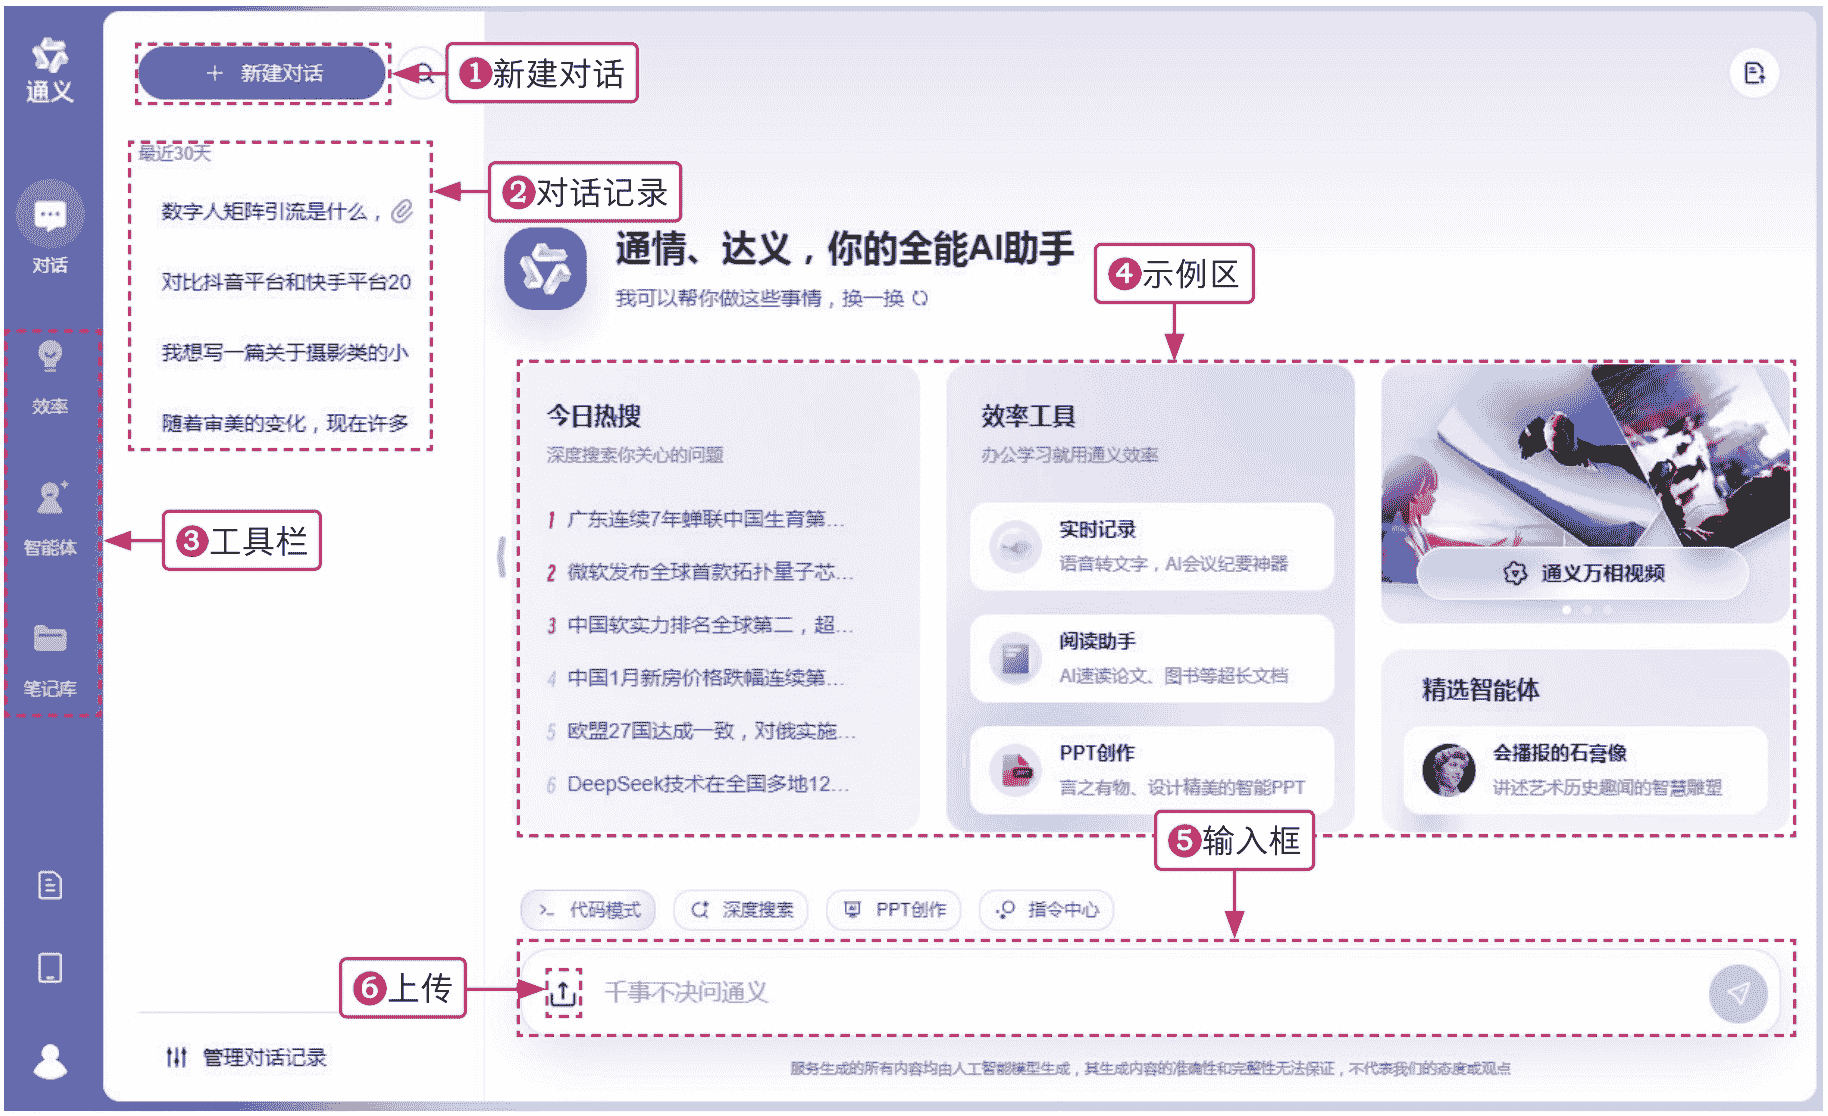 通义
对话
效率
智能体
笔记库
+ 新建对话
❶新建对话
最近30天
数字人矩阵引流是什么，
对比抖音平台和快手平台20
我想写一篇关于摄影类的小
随着审美的变化，现在许多
❷对话记录
❸工具栏
管理对话记录
通情、达义，你的全能AI助手
我可以帮你做这些事情，换一换
❹示例区
今日热搜
深度搜索你关心的问题
1 广东连续7年蝉联中国生育第...
2 微软发布全球首款拓扑量子芯...
3 中国软实力排名全球第二，超...
4 中国1月新房价格跌幅连续第...
5 欧盟27国达成一致，对俄实施...
6 DeepSeek技术在全国多地12...
效率工具
办公学习就用通义效率
实时记录
语音转文字，AI会议纪要神器
阅读助手
AI速读论文、图书等超长文档
PPT创作
言之有物、设计精美的智能PPT
通义万相视频
精选智能体
会播报的石膏像
讲述艺术历史趣闻的智慧雕塑
❺输入框
代码模式
深度搜索
PPT创作
指令中心
❻上传
千事不决问通义
服务生成的所有内容均由人工智能模型生成，其生成内容的准确性和完整性无法保证，不代表我们的态度或观点